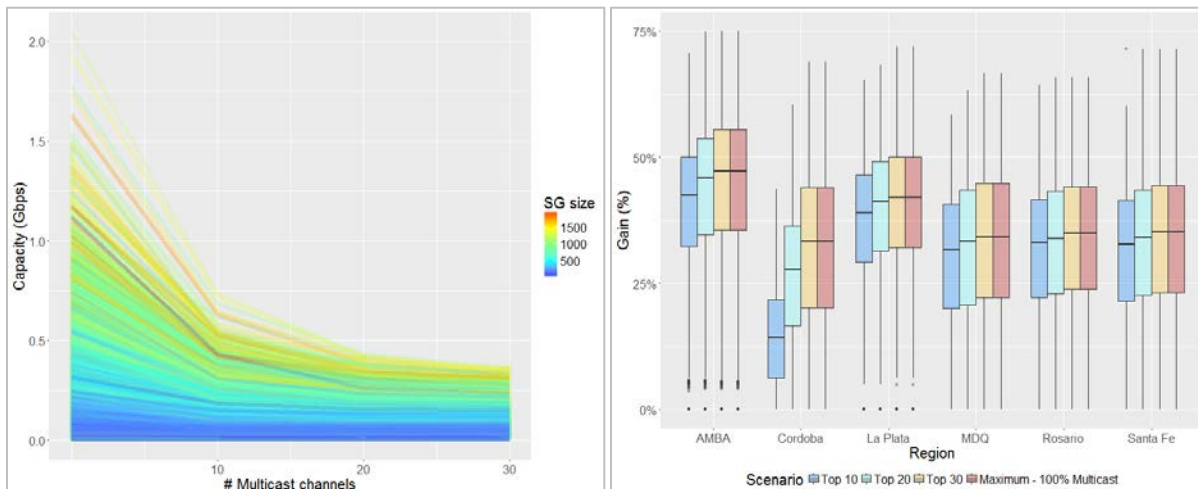 2.0
1.5
1.0
0.5
0.0
Capacity (Gbps)
10
20
30
# Multicast channels
SG size
1500
1000
500
75%
50%
25%
0%
Gain (%)
AMBA Cordoba La Plata MDQ Rosario Santa Fe
Region
Scenario Top 10 Top 20 Top 30 Maximum - 100% Multicast